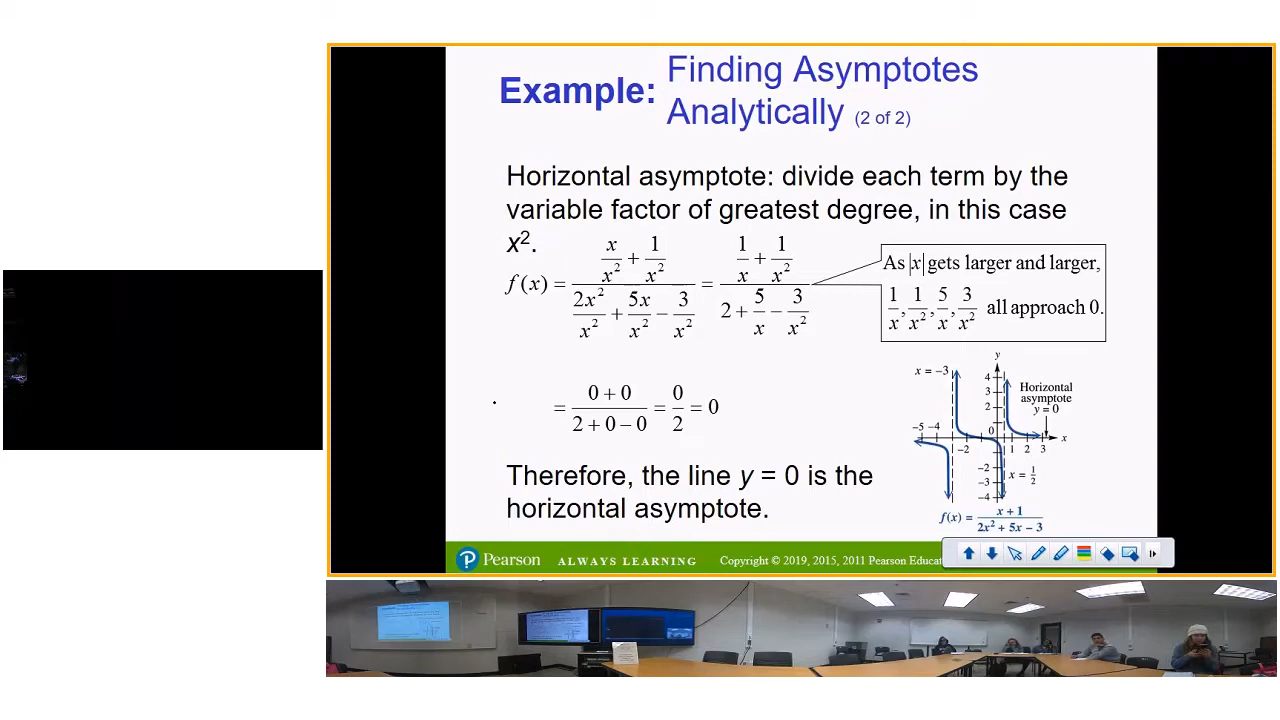 Example: Finding Asymptotes
Analytically (2 of 2)
Horizontal asymptote: divide each term by the
variable factor of greatest degree, in this case
x².
f(x) = (x/x² + 1/x²) / (2x²/x² + 5x/x² − 3/x²) = (1/x + 1/x²) / (2 + 5/x − 3/x²)
As |x| gets larger and larger,
1/x, 1/x², 5/x, 3/x² all approach 0.
= (0 + 0) / (2 + 0 − 0) = 0/2 = 0
Therefore, the line y = 0 is the
horizontal asymptote.
y
x = −3
4
3
2
Horizontal
asymptote
y = 0
−5 −4
−2
0
1 2 3
x
−2
−3
−4
x = 1/2
f(x) = (x + 1) / (2x² + 5x − 3)
P Pearson
ALWAYS LEARNING
Copyright © 2019, 2015, 2011 Pearson Educat